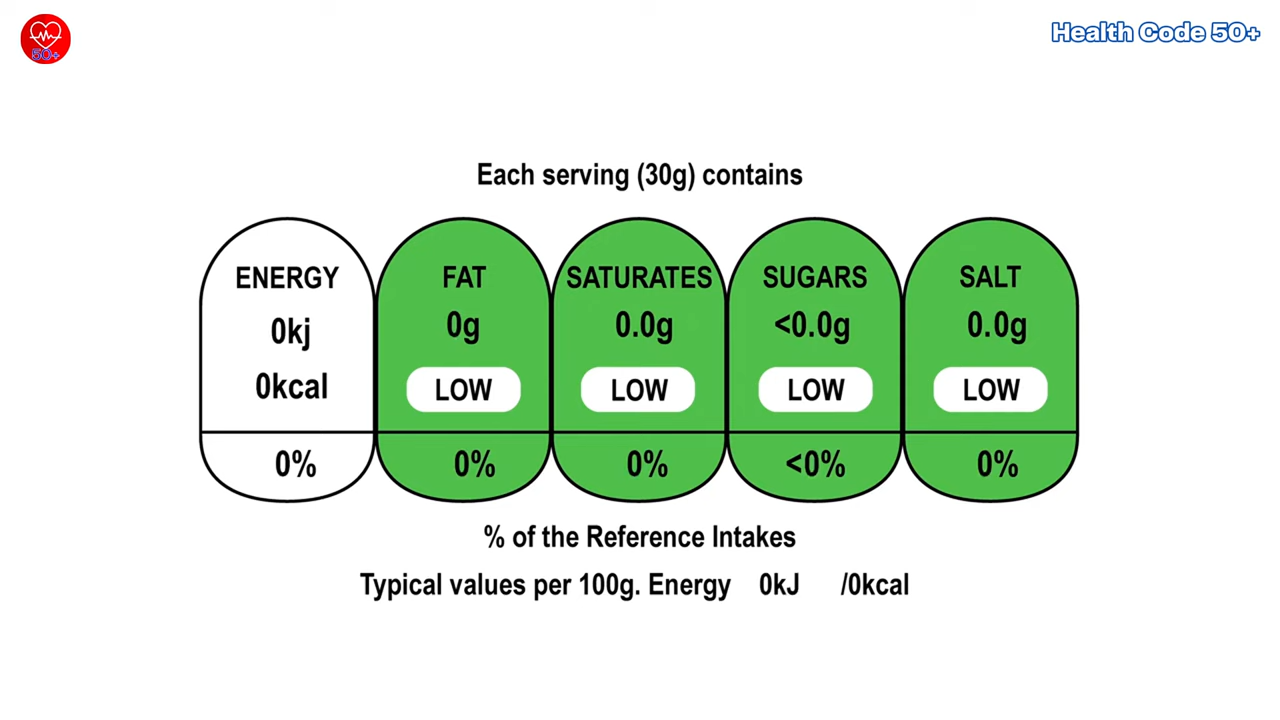 50+
Health Code 50+
Each serving (30g) contains
ENERGY FAT SATURATES SUGARS SALT
0kj 0g 0.0g <0.0g 0.0g
0kcal LOW LOW LOW LOW
0% 0% 0% <0% 0%
% of the Reference Intakes
Typical values per 100g. Energy 0kJ /0kcal